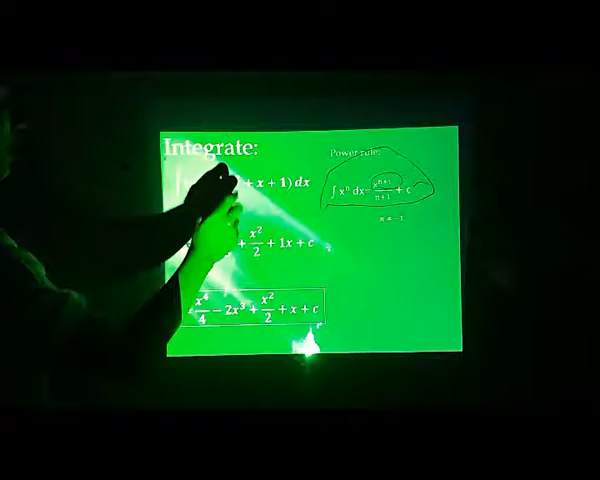 Integrate:
Power rule:
+ x + 1) dx
∫ xⁿ dx = xⁿ⁺¹/n+1 + c
n ≠ -1
+ x²/2 + 1x + c
x⁴/4 − 2x³ + x²/2 + x + c